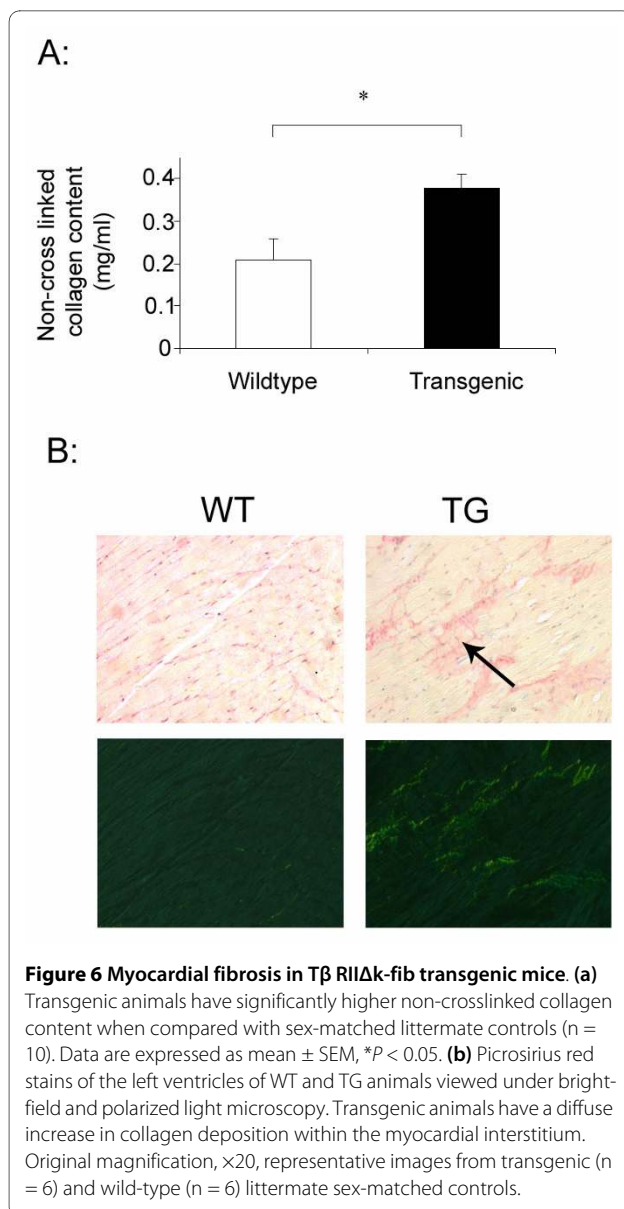 A:
*
Non-cross linked
collagen content
(mg/ml)
0.4
0.3
0.2
0.1
0
Wildtype
Transgenic
B:
WT
TG
Figure 6 Myocardial fibrosis in Tβ RIIΔk-fib transgenic mice. (a)
Transgenic animals have significantly higher non-crosslinked collagen
content when compared with sex-matched littermate controls (n =
10). Data are expressed as mean ± SEM, *P < 0.05. (b) Picrosirius red
stains of the left ventricles of WT and TG animals viewed under bright-
field and polarized light microscopy. Transgenic animals have a diffuse
increase in collagen deposition within the myocardial interstitium.
Original magnification, ×20, representative images from transgenic (n
= 6) and wild-type (n = 6) littermate sex-matched controls.